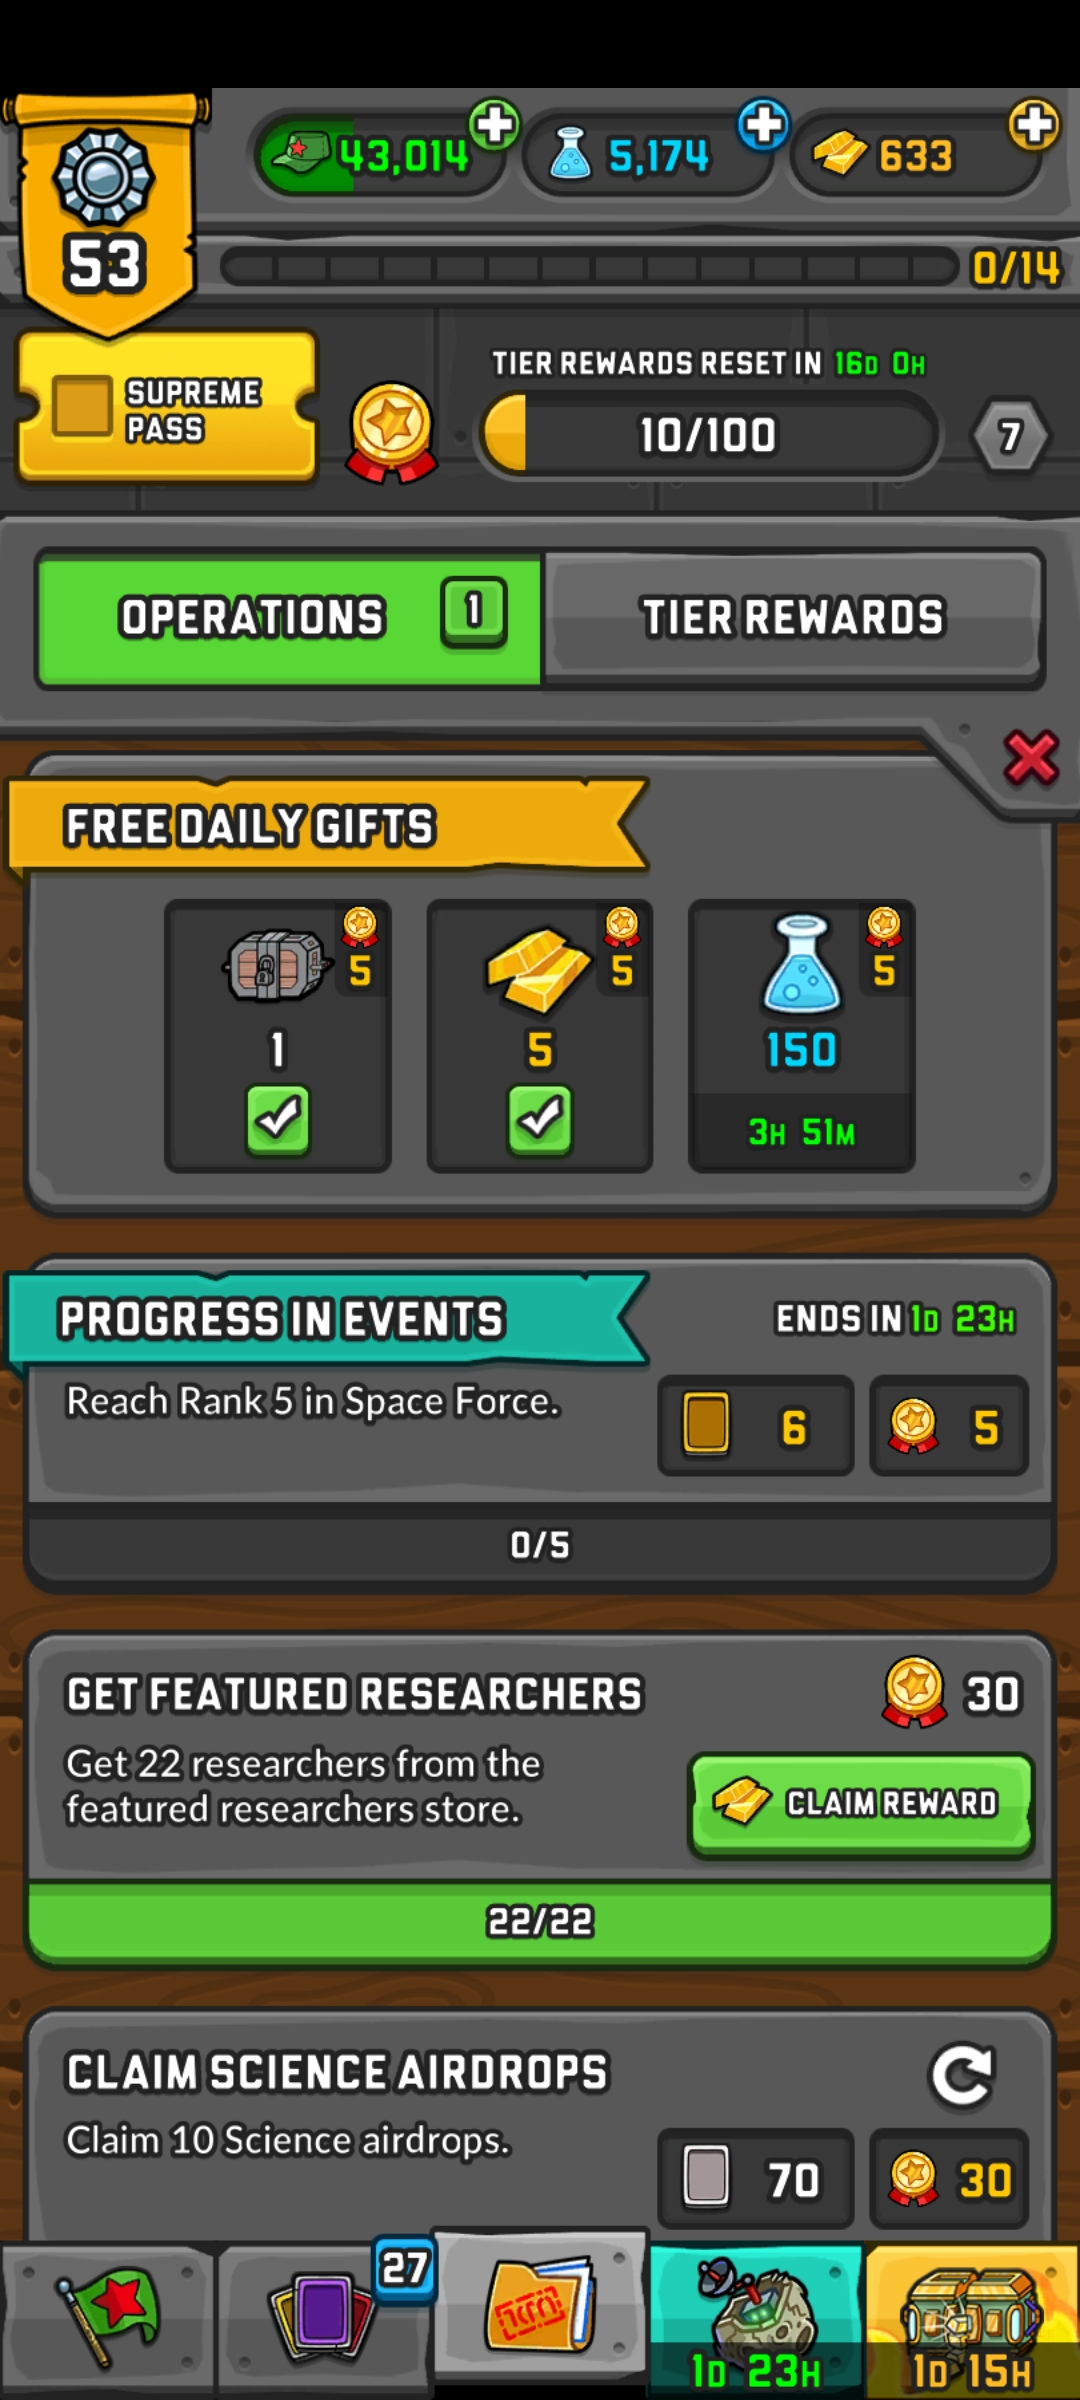 43,014
5,174
633
53
0/14
SUPREME
PASS
TIER REWARDS RESET IN 16D 0H
10/100
7
OPERATIONS 1
TIER REWARDS
FREE DAILY GIFTS
5
5
5
1
5
150
3H 51M
PROGRESS IN EVENTS
ENDS IN 1D 23H
Reach Rank 5 in Space Force.
6
5
0/5
GET FEATURED RESEARCHERS
30
Get 22 researchers from the
featured researchers store.
CLAIM REWARD
22/22
CLAIM SCIENCE AIRDROPS
Claim 10 Science airdrops.
70
30
27
1D 23H
1D 15H